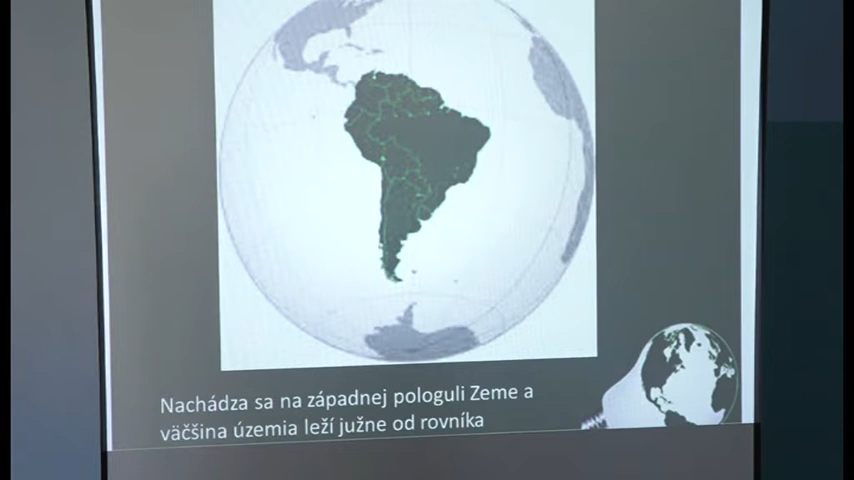 Nachádza sa na západnej pologuli Zeme a
väčšina územia leží južne od rovníka